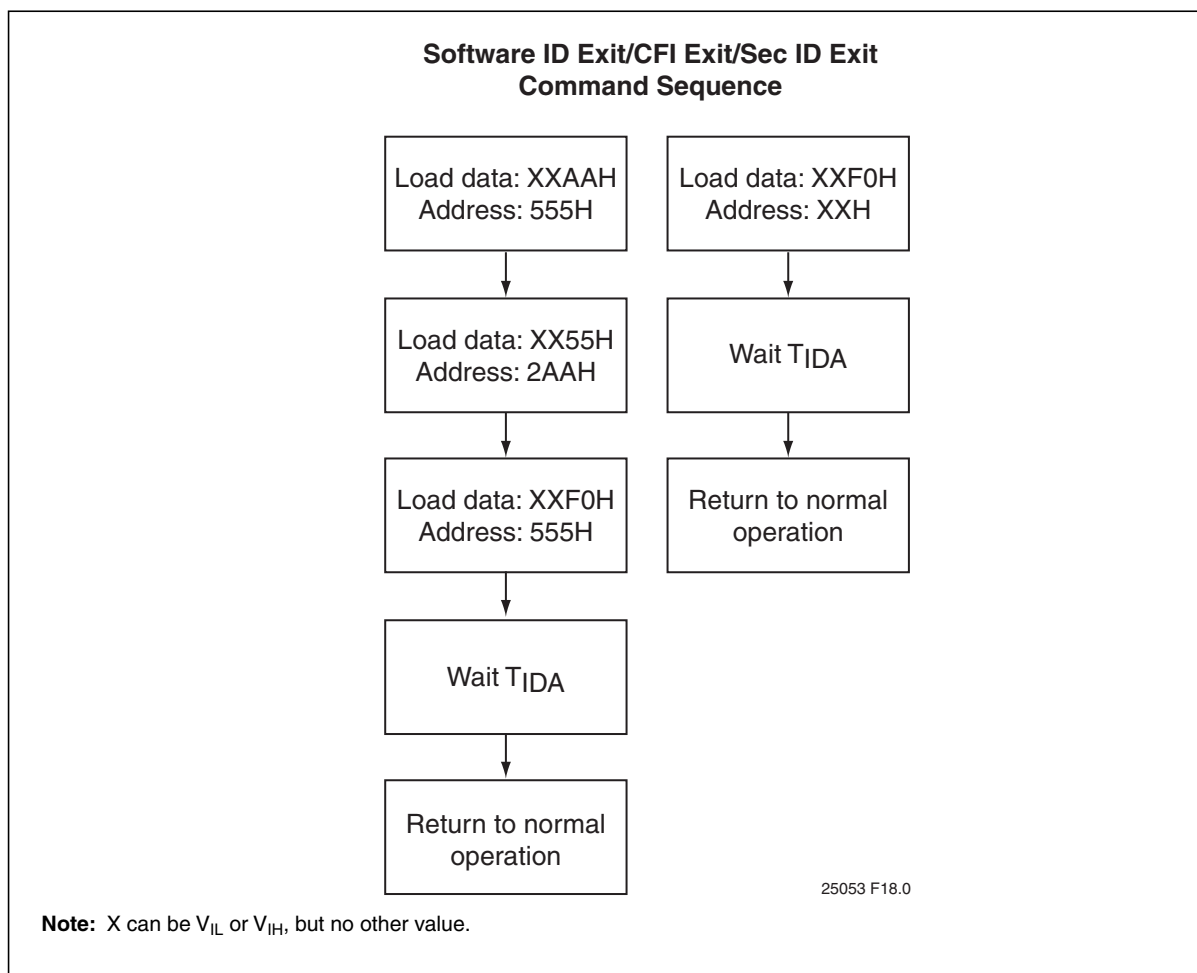 Software ID Exit/CFI Exit/Sec ID Exit
Command Sequence
Load data: XXAAH
Address: 555H
Load data: XX55H
Address: 2AAH
Load data: XXF0H
Address: 555H
Wait TIDA
Return to normal
operation
Load data: XXF0H
Address: XXH
Wait TIDA
Return to normal
operation
25053 F18.0
Note: X can be VIL or VIH, but no other value.